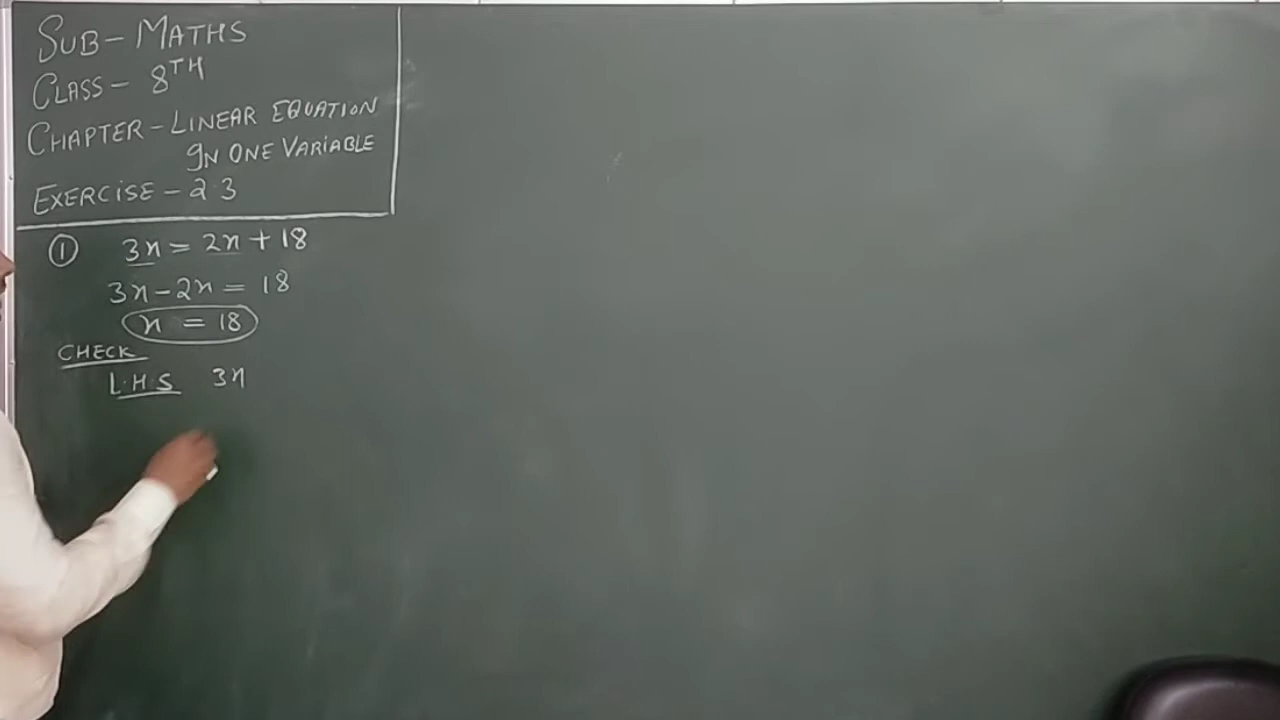 SUB- MATHS
CLASS- 8TH
CHAPTER-LINEAR EQUATION
IN ONE VARIABLE
EXERCISE-2.3
① 3x = 2x + 18
3x-2x = 18
x = 18
CHECK
L.H.S 3x